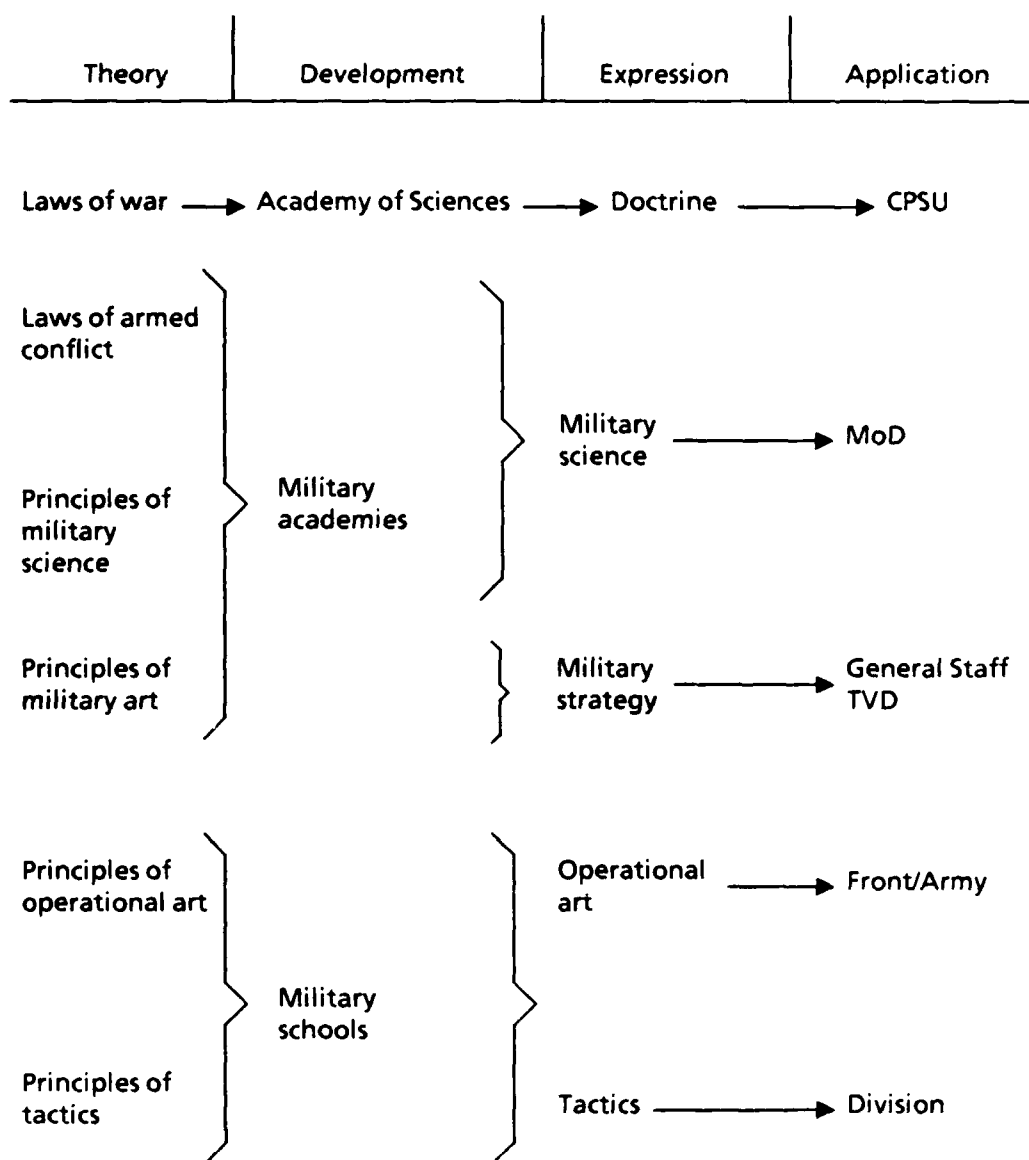 Theory Development Expression Application
Laws of war Academy of Sciences Doctrine CPSU
Laws of armed
conflict
Military
science
MoD
Principles of
military
science
Military
academies
Principles of
military art
Military
strategy
General Staff
TVD
Principles of
operational art
Operational
art
Front/Army
Military
schools
Principles of
tactics
Tactics Division